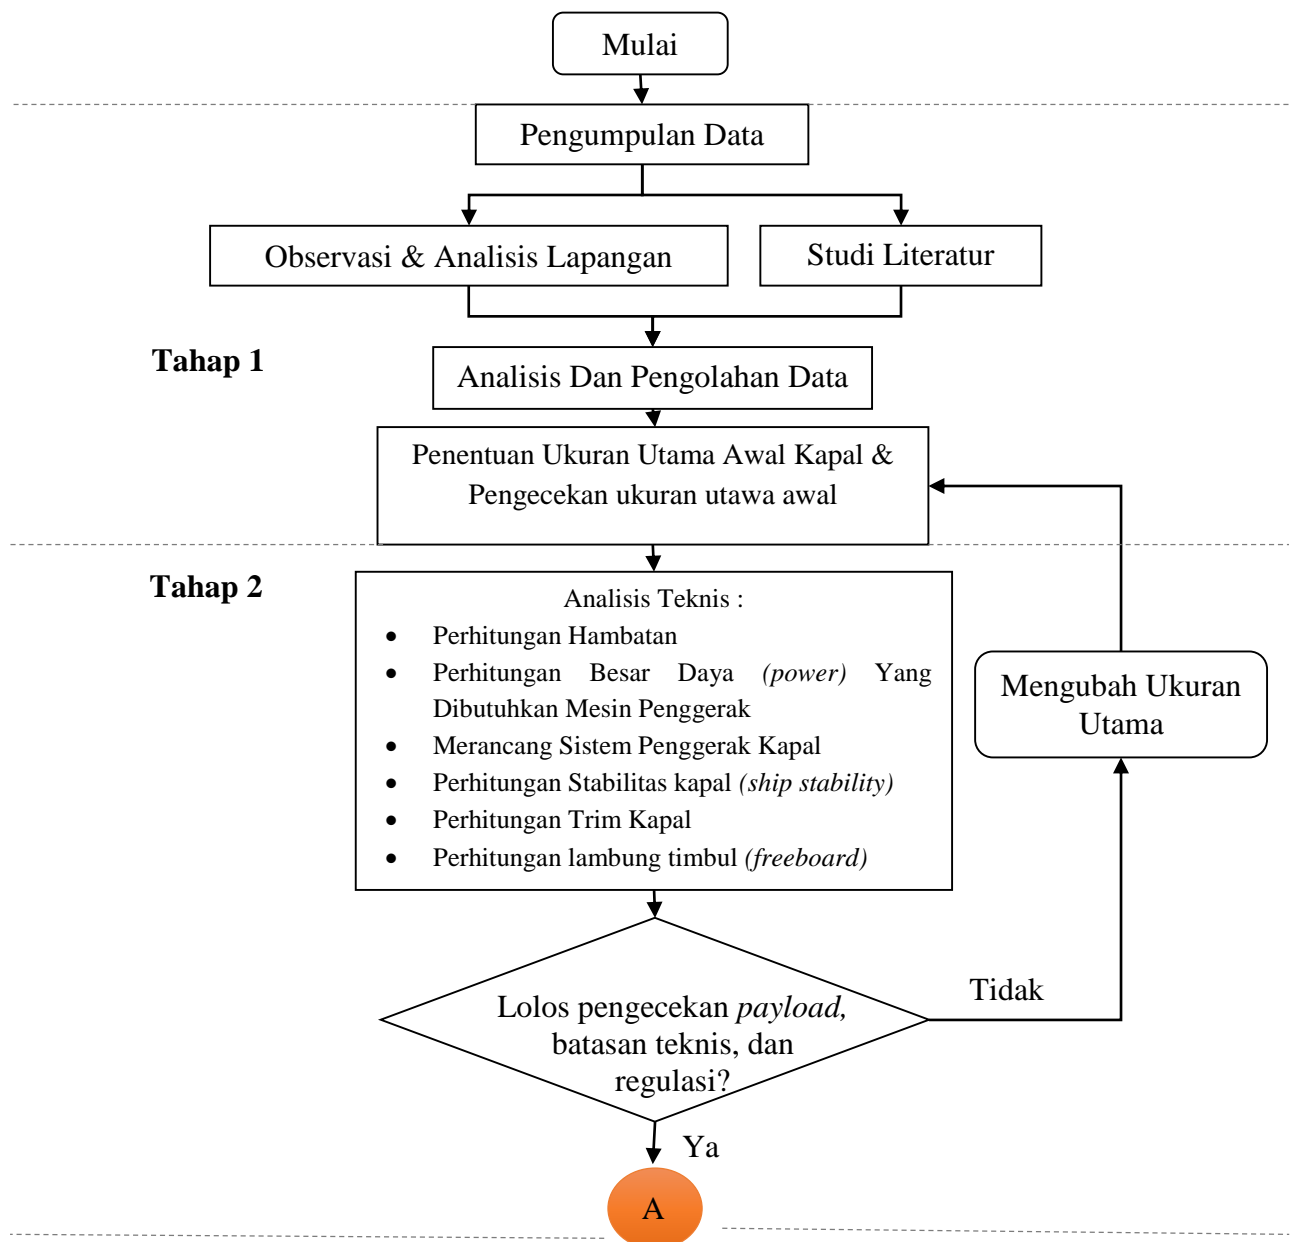 Mulai
Pengumpulan Data
Observasi & Analisis Lapangan
Studi Literatur
Tahap 1
Analisis Dan Pengolahan Data
Penentuan Ukuran Utama Awal Kapal &
Pengecekan ukuran utawa awal
Tahap 2
Analisis Teknis :
• Perhitungan Hambatan
• Perhitungan Besar Daya (power) Yang
Dibutuhkan Mesin Penggerak
• Merancang Sistem Penggerak Kapal
• Perhitungan Stabilitas kapal (ship stability)
• Perhitungan Trim Kapal
• Perhitungan lambung timbul (freeboard)
Mengubah Ukuran
Utama
Lolos pengecekan payload,
batasan teknis, dan
regulasi?
Tidak
Ya
A